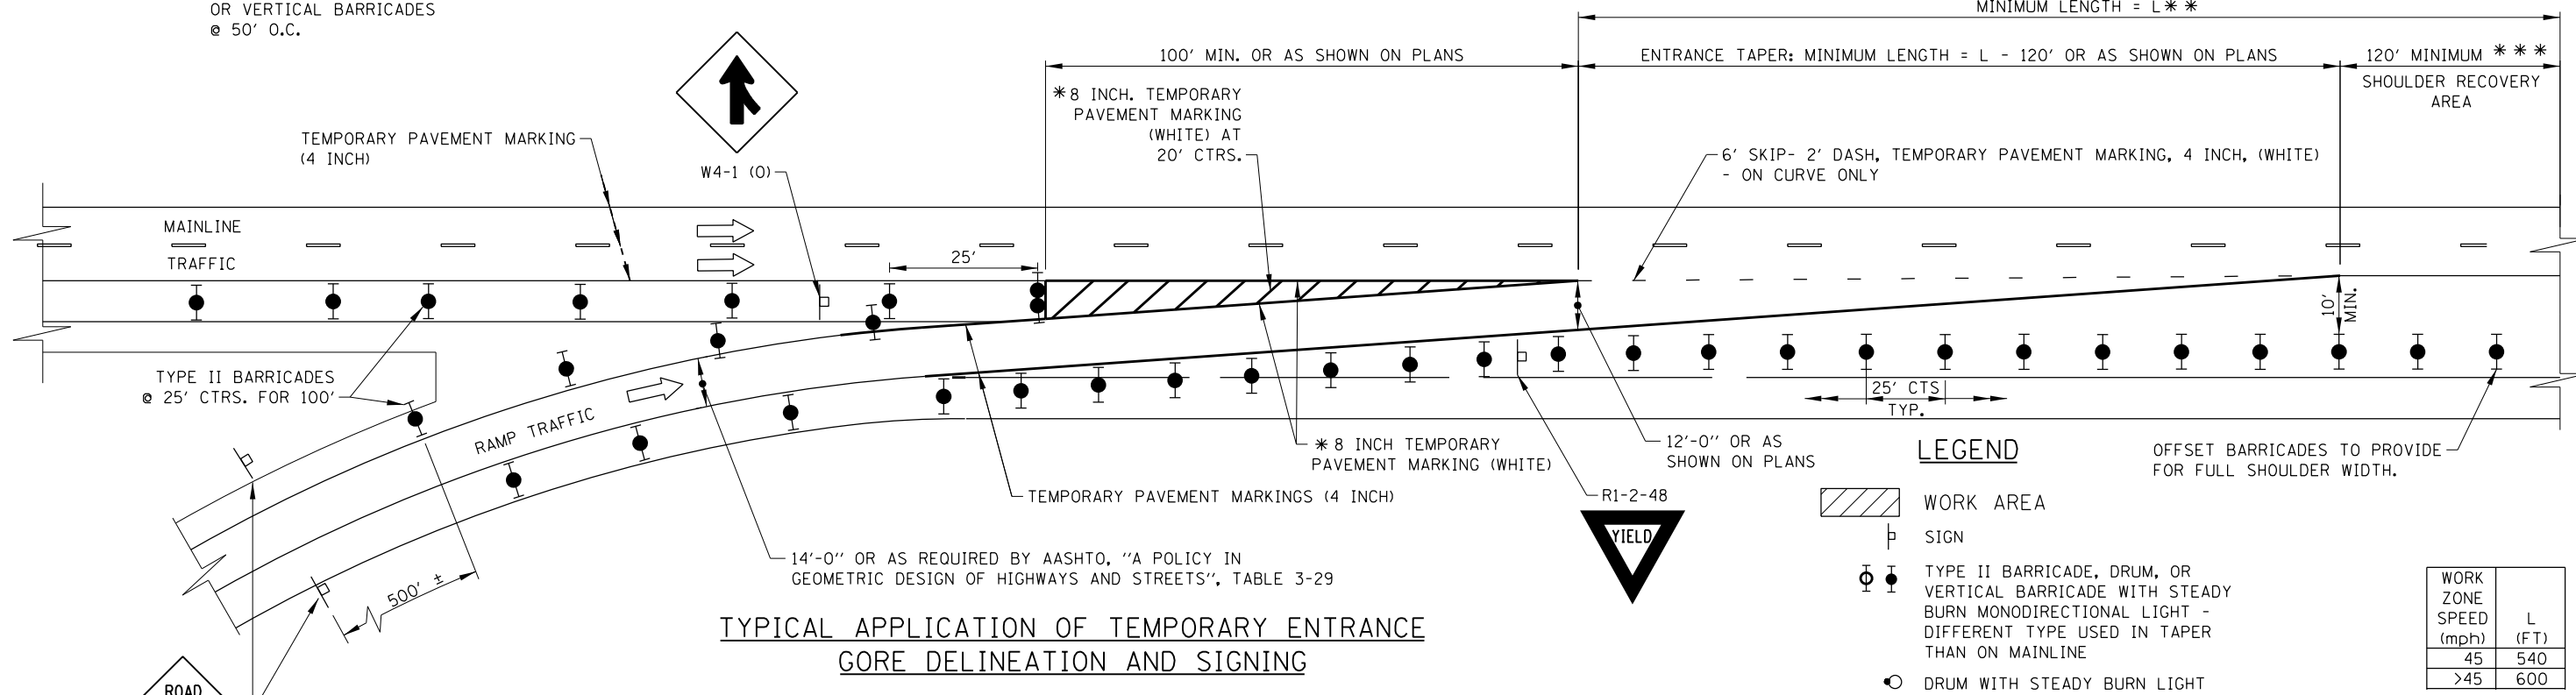 OR VERTICAL BARRICADES
@ 50' O.C.
MINIMUM LENGTH = L**
100' MIN. OR AS SHOWN ON PLANS
ENTRANCE TAPER: MINIMUM LENGTH = L - 120' OR AS SHOWN ON PLANS
120' MINIMUM ***
SHOULDER RECOVERY
AREA
*8 INCH. TEMPORARY
PAVEMENT MARKING
(WHITE) AT
20' CTRS.
TEMPORARY PAVEMENT MARKING
(4 INCH)
W4-1 (O)
6' SKIP- 2' DASH, TEMPORARY PAVEMENT MARKING, 4 INCH, (WHITE)
- ON CURVE ONLY
MAINLINE
TRAFFIC
25'
10'
MIN.
TYPE II BARRICADES
@ 25' CTRS. FOR 100'
RAMP TRAFFIC
25' CTS
TYP.
*8 INCH TEMPORARY
PAVEMENT MARKING (WHITE)
12'-0" OR AS
SHOWN ON PLANS
OFFSET BARRICADES TO PROVIDE
FOR FULL SHOULDER WIDTH.
TEMPORARY PAVEMENT MARKINGS (4 INCH)
R1-2-48
YIELD
14'-0" OR AS REQUIRED BY AASHTO, "A POLICY IN
GEOMETRIC DESIGN OF HIGHWAYS AND STREETS", TABLE 3-29
500' ±
TYPICAL APPLICATION OF TEMPORARY ENTRANCE
GORE DELINEATION AND SIGNING
ROAD
LEGEND
WORK AREA
SIGN
TYPE II BARRICADE, DRUM, OR
VERTICAL BARRICADE WITH STEADY
BURN MONODIRECTIONAL LIGHT -
DIFFERENT TYPE USED IN TAPER
THAN ON MAINLINE
DRUM WITH STEADY BURN LIGHT
WORK
ZONE
SPEED L
(mph) (FT)
45 540
>45 600